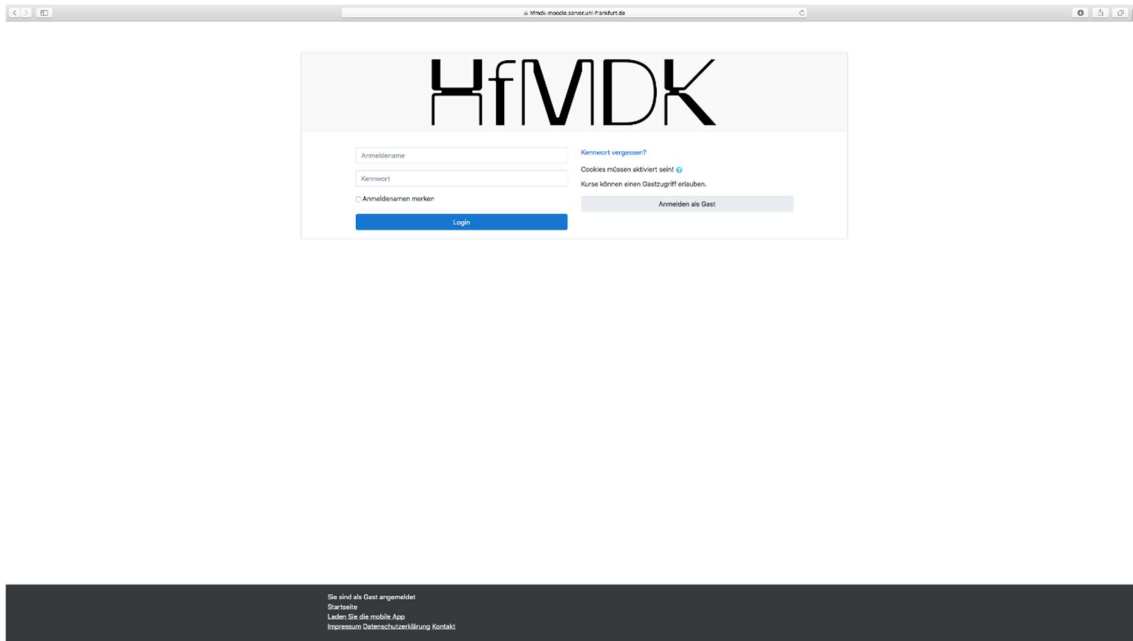 hfmdk-moodle.server.uni-frankfurt.de
HfMDK
Anmeldename
Kennwort
Anmeldenamen merken
Login
Kennwort vergessen?
Cookies müssen aktiviert sein!
Kurse können einen Gastzugriff erlauben.
Anmelden als Gast
Sie sind als Gast angemeldet
Startseite
Laden Sie die mobile App
Impressum Datenschutzerklärung Kontakt